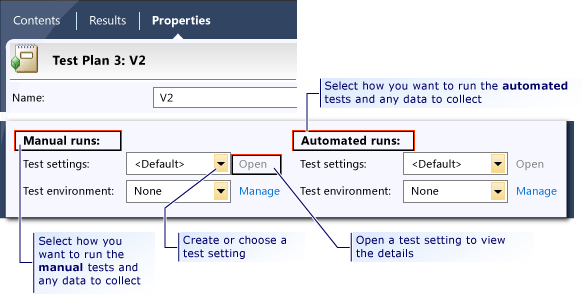 Contents Results Properties
Test Plan 3: V2
Name: V2
Select how you want to run the automated
tests and any data to collect
Manual runs: Automated runs:
Test settings: <Default> Open Test settings: <Default> Open
Test environment: None Manage Test environment: None Manage
Select how you
want to run the
manual tests and
any data to collect
Create or choose a
test setting
Open a test setting to view
the details